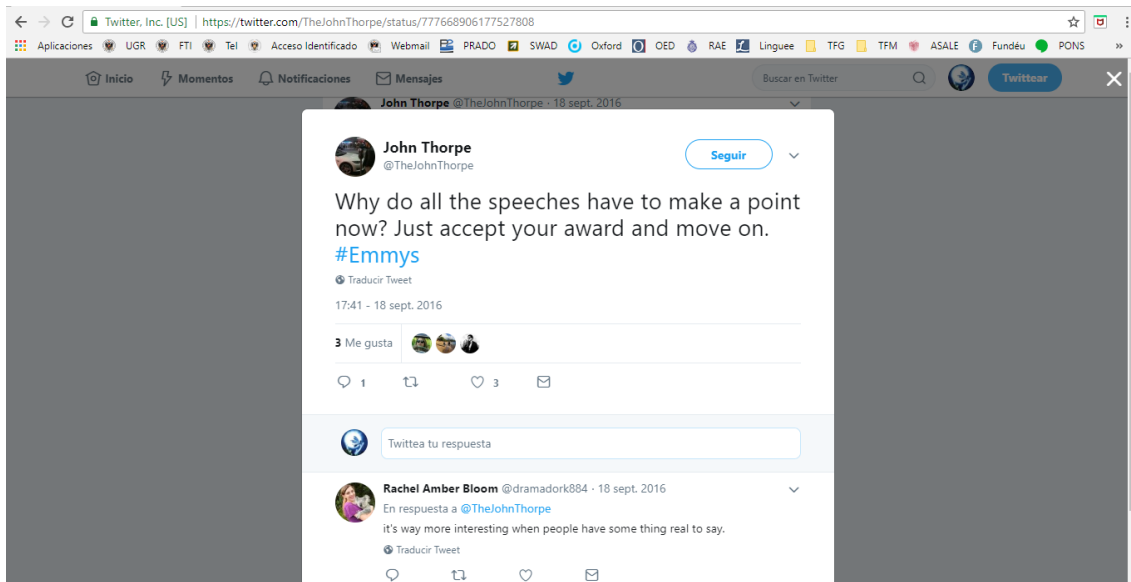 Twitter, Inc. [US] | https://twitter.com/TheJohnThorpe/status/777668906177527808
Aplicaciones UGR FTI Tel Acceso Identificado Webmail PRADO SWAD Oxford OED RAE Linguee TFG TFM ASALE Fundéu PONS »
Inicio Momentos Notificaciones Mensajes Buscar en Twitter Twittear
John Thorpe @TheJohnThorpe · 18 sept. 2016
John Thorpe
@TheJohnThorpe
Seguir
Why do all the speeches have to make a point
now? Just accept your award and move on.
#Emmys
Traducir Tweet
17:41 - 18 sept. 2016
3 Me gusta
1 3
Twittea tu respuesta
Rachel Amber Bloom @dramadork884 · 18 sept. 2016
En respuesta a @TheJohnThorpe
it's way more interesting when people have some thing real to say.
Traducir Tweet